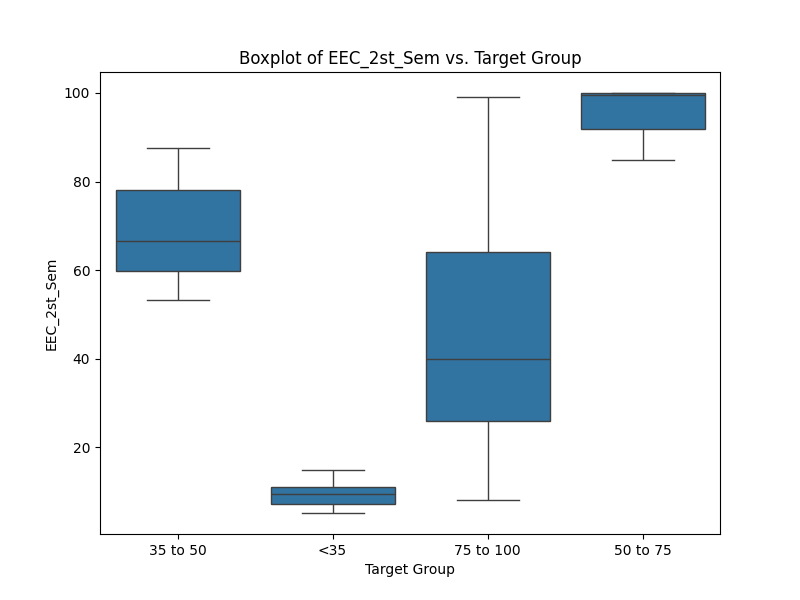 Boxplot of EEC_2st_Sem vs. Target Group
EEC_2st_Sem
100
80
60
40
20
35 to 50
<35
75 to 100
50 to 75
Target Group